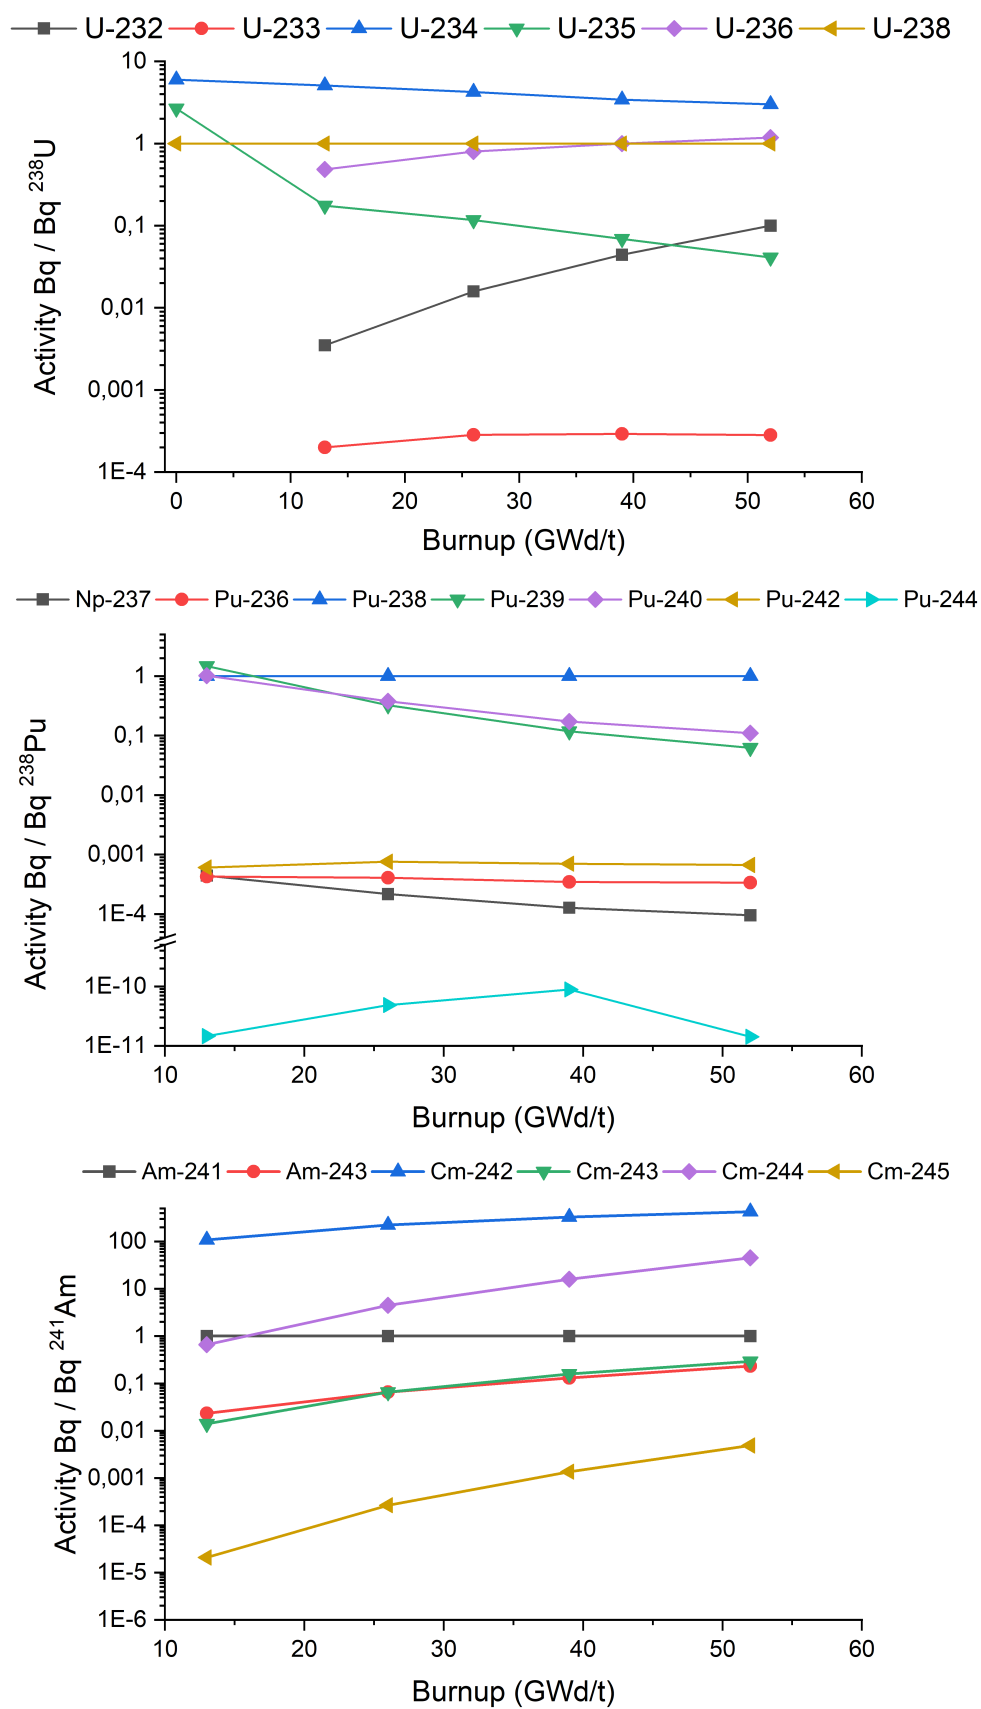 U-232 U-233 U-234 U-235 U-236 U-238
10
1
0,1
0,01
0,001
1E-4
Activity Bq / Bq ²³⁸U
0 10 20 30 40 50 60
Burnup (GWd/t)
Np-237 Pu-236 Pu-238 Pu-239 Pu-240 Pu-242 Pu-244
1
0,1
0,01
0,001
1E-4
1E-10
1E-11
Activity Bq / Bq ²³⁸Pu
10 20 30 40 50 60
Burnup (GWd/t)
Am-241 Am-243 Cm-242 Cm-243 Cm-244 Cm-245
100
10
1
0,1
0,01
0,001
1E-4
1E-5
1E-6
Activity Bq / Bq ²⁴¹Am
10 20 30 40 50 60
Burnup (GWd/t)